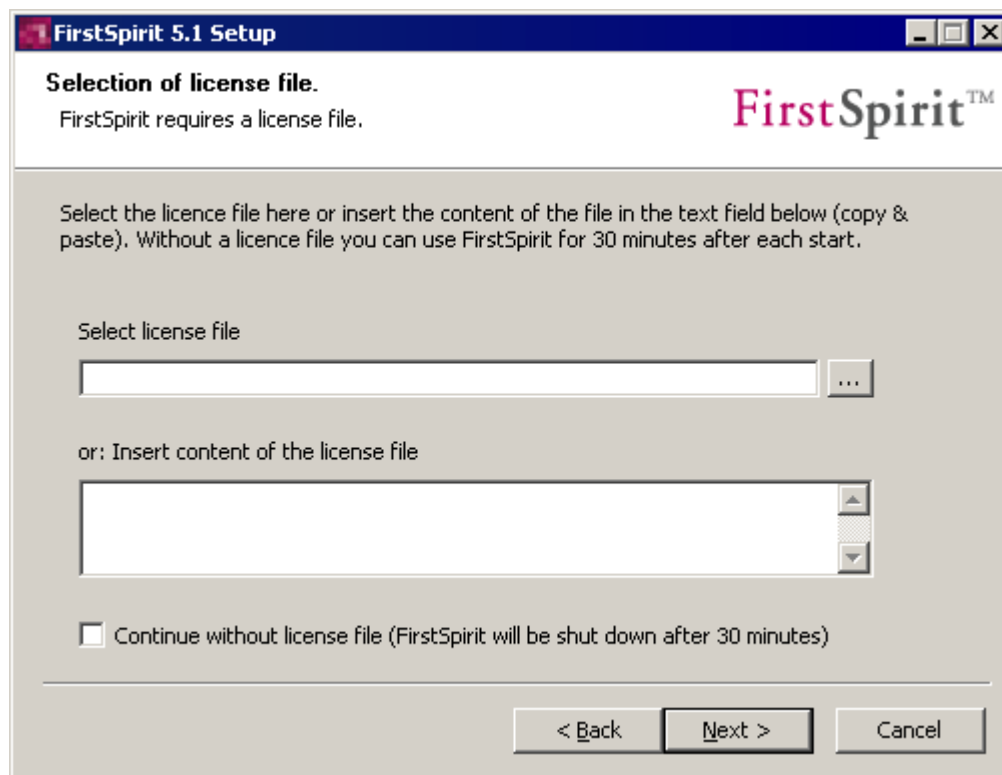 FirstSpirit 5.1 Setup
Selection of license file.
FirstSpirit requires a license file.
FirstSpirit™
Select the licence file here or insert the content of the file in the text field below (copy &
paste). Without a licence file you can use FirstSpirit for 30 minutes after each start.
Select license file
...
or: Insert content of the license file
Continue without license file (FirstSpirit will be shut down after 30 minutes)
< Back
Next >
Cancel